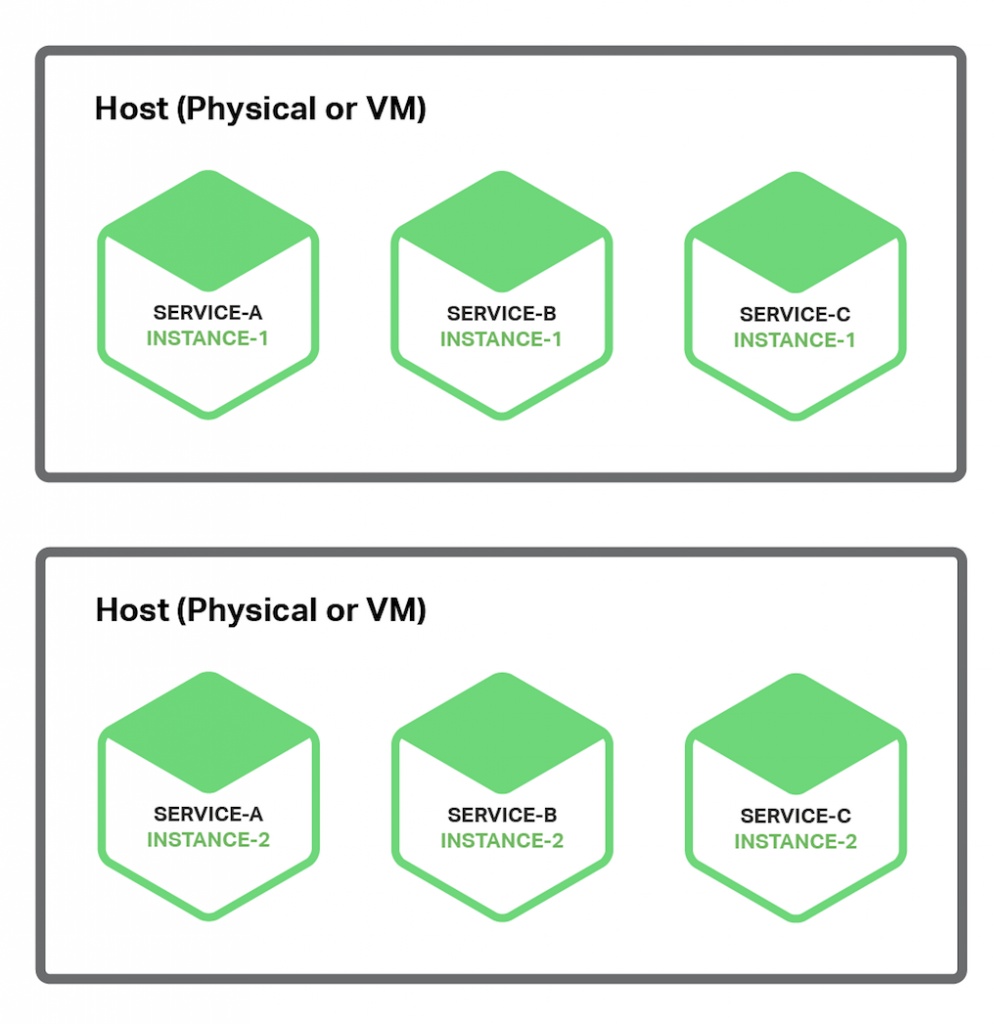 Host (Physical or VM)
SERVICE-A
INSTANCE-1
SERVICE-B
INSTANCE-1
SERVICE-C
INSTANCE-1
Host (Physical or VM)
SERVICE-A
INSTANCE-2
SERVICE-B
INSTANCE-2
SERVICE-C
INSTANCE-2